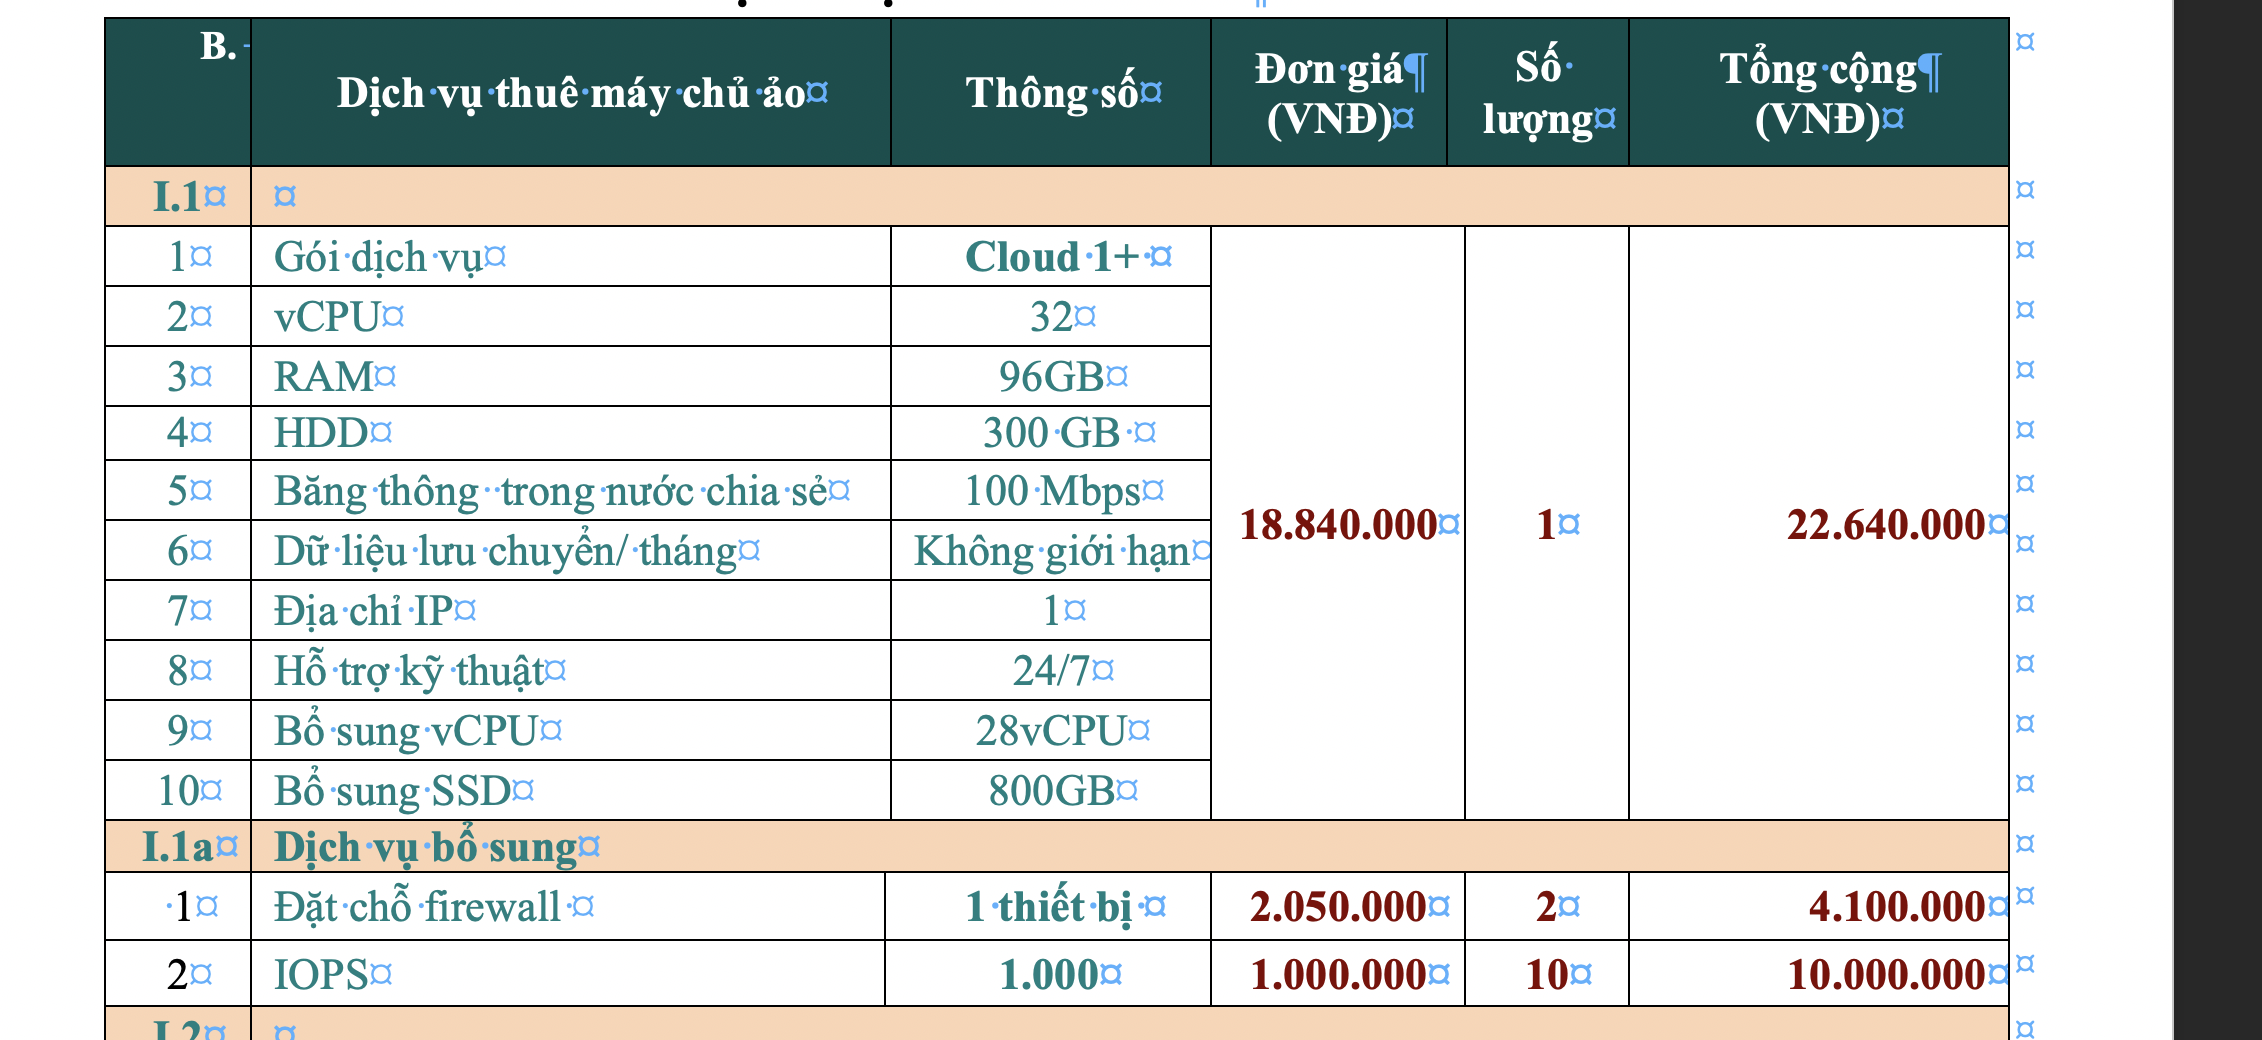 B.
Dịch vụ thuê máy chủ ảo
Thông số
Đơn giá¶
(VNĐ)
Số
lượng
Tổng cộng¶
(VNĐ)
I.1
1 Gói dịch vụ Cloud 1+
2 vCPU 32
3 RAM 96GB
4 HDD 300 GB
5 Băng thông  trong nước chia sẻ 100 Mbps
18.840.000 1 22.640.000
6 Dữ liệu lưu chuyển/ tháng Không giới hạn
7 Địa chỉ IP 1
8 Hỗ trợ kỹ thuật 24/7
9 Bổ sung vCPU 28vCPU
10 Bổ sung SSD 800GB
I.1a Dịch vụ bổ sung
1 Đặt chỗ firewall 1 thiết bị 2.050.000 2 4.100.000
2 IOPS 1.000 1.000.000 10 10.000.000
I.2